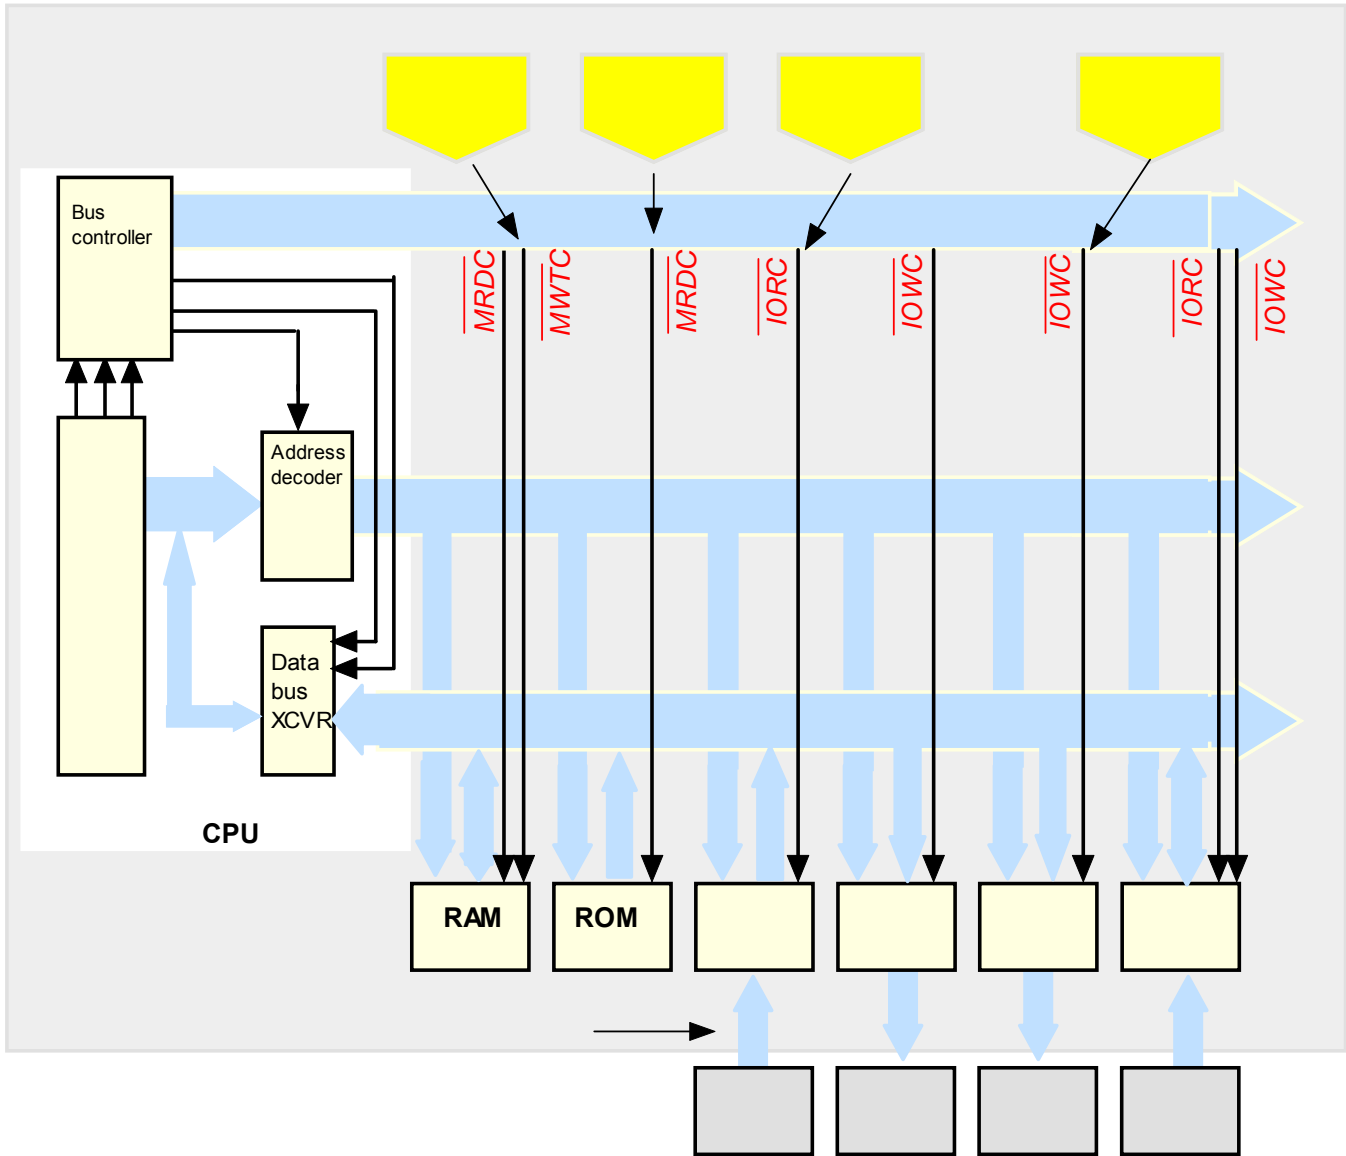 Bus
controller
MRDC
MWTC
MRDC
IORC
IOWC
IOWC
IORC
IOWC
Address
decoder
Data
bus
XCVR
CPU
RAM
ROM